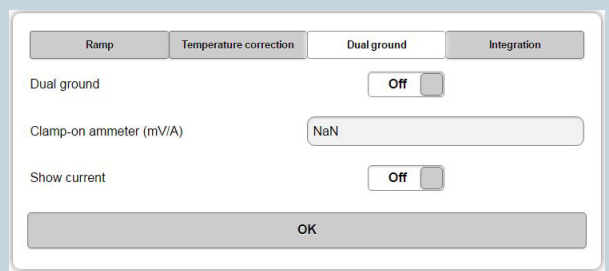 Ramp Temperature correction Dual ground Integration
Dual ground Off
Clamp-on ammeter (mV/A) NaN
Show current Off
OK